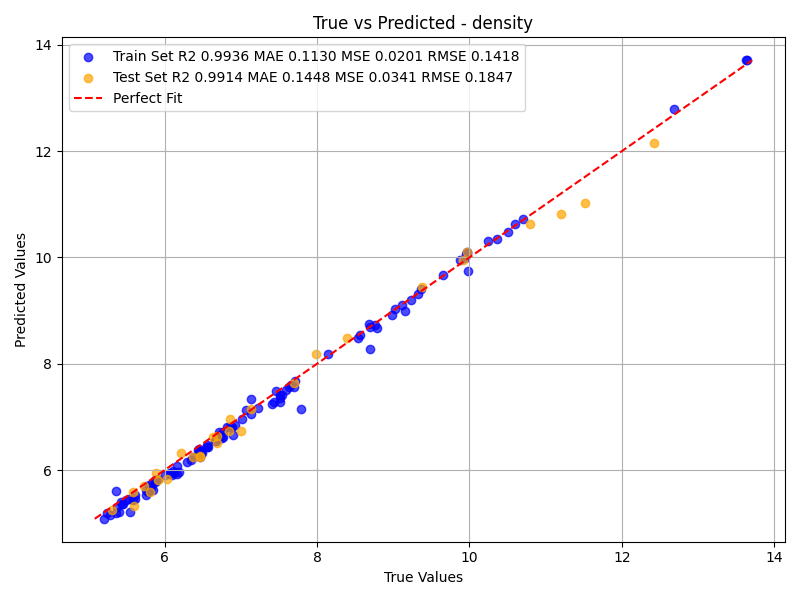 True vs Predicted - density
Train Set R2 0.9936 MAE 0.1130 MSE 0.0201 RMSE 0.1418
Test Set R2 0.9914 MAE 0.1448 MSE 0.0341 RMSE 0.1847
Perfect Fit
Predicted Values
14
12
10
8
6
6 8 10 12 14
True Values